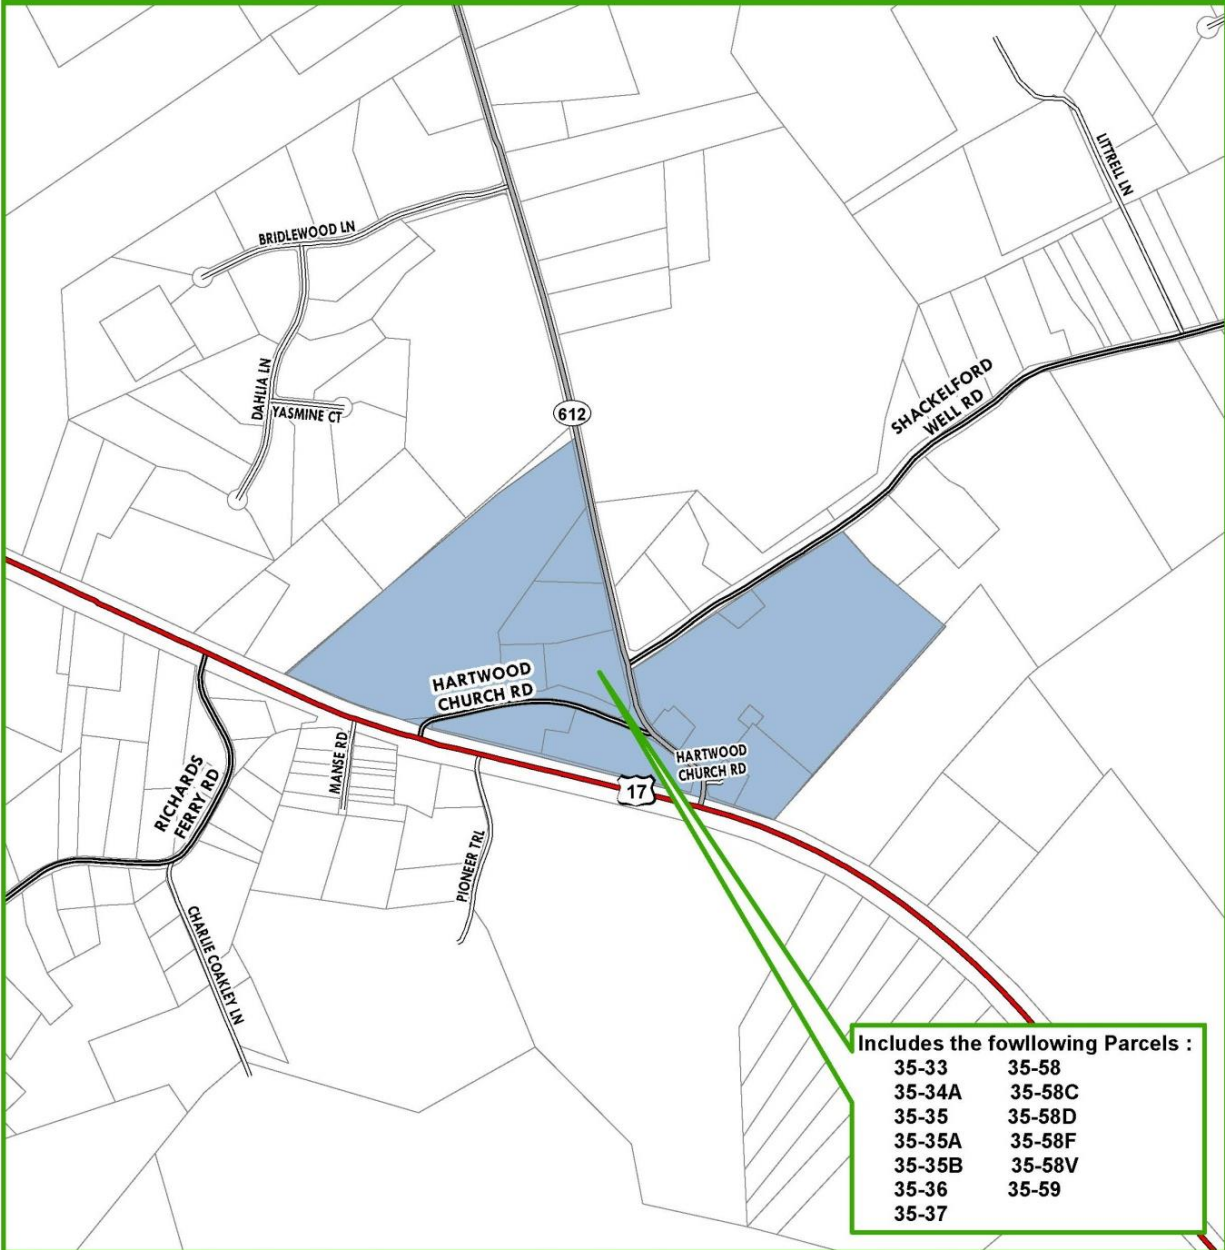 LITTRELL LN
BRIDLEWOOD LN
DAHLIA LN
YASMINE CT
612
SHACKELFORD
WELL RD
HARTWOOD
CHURCH RD
RICHARDS
FERRY RD
MANSE RD
HARTWOOD
CHURCH RD
17
PIONEER TRL
CHARLIE COAKLEY LN
Includes the fowllowing Parcels :
35-33 35-58
35-34A 35-58C
35-35 35-58D
35-35A 35-58F
35-35B 35-58V
35-36 35-59
35-37